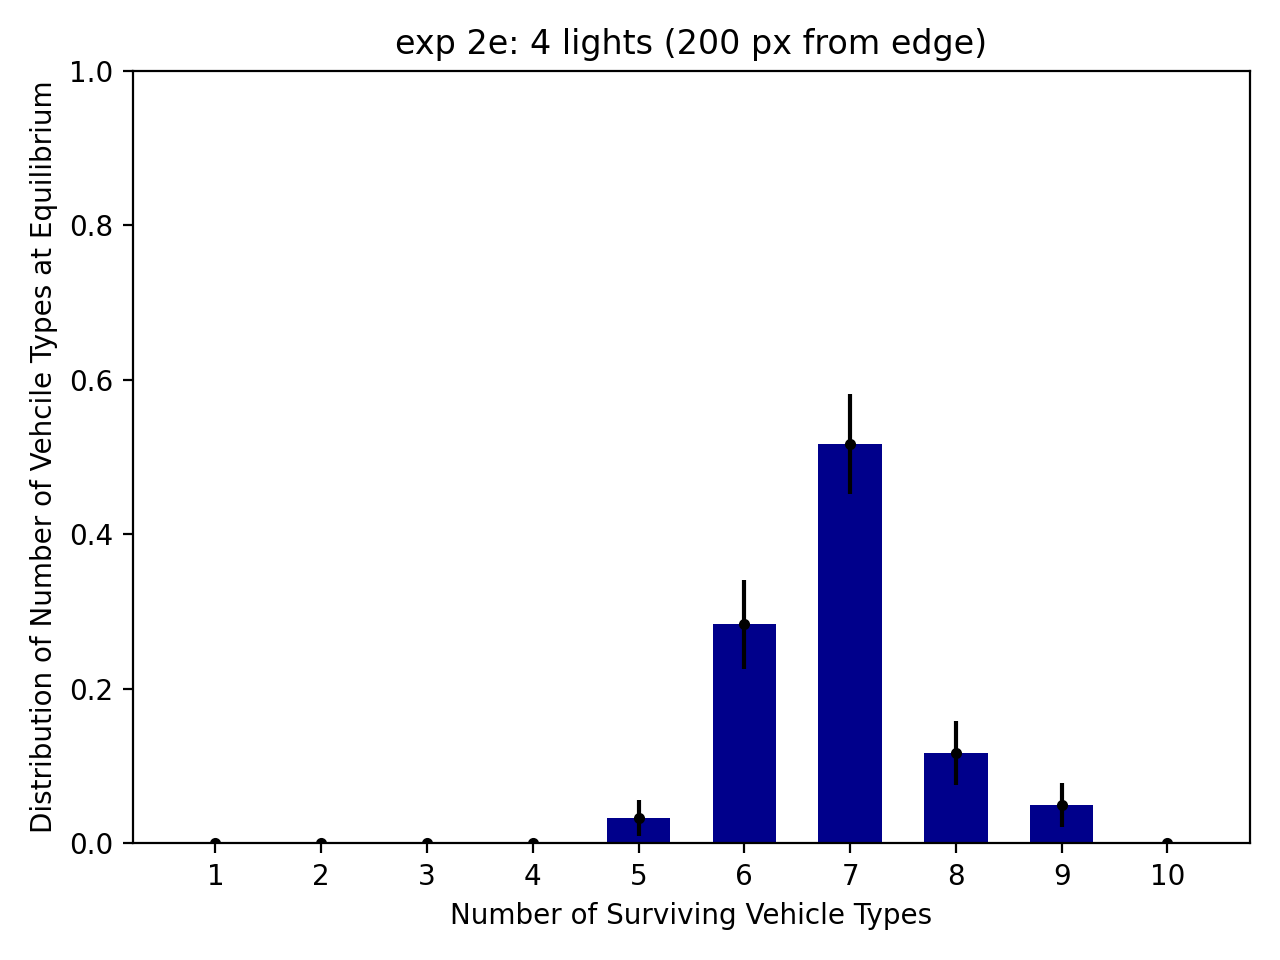 exp 2e: 4 lights (200 px from edge)
Distribution of Number of Vehcile Types at Equilibrium
1.0
0.8
0.6
0.4
0.2
0.0
1 2 3 4 5 6 7 8 9 10
Number of Surviving Vehicle Types